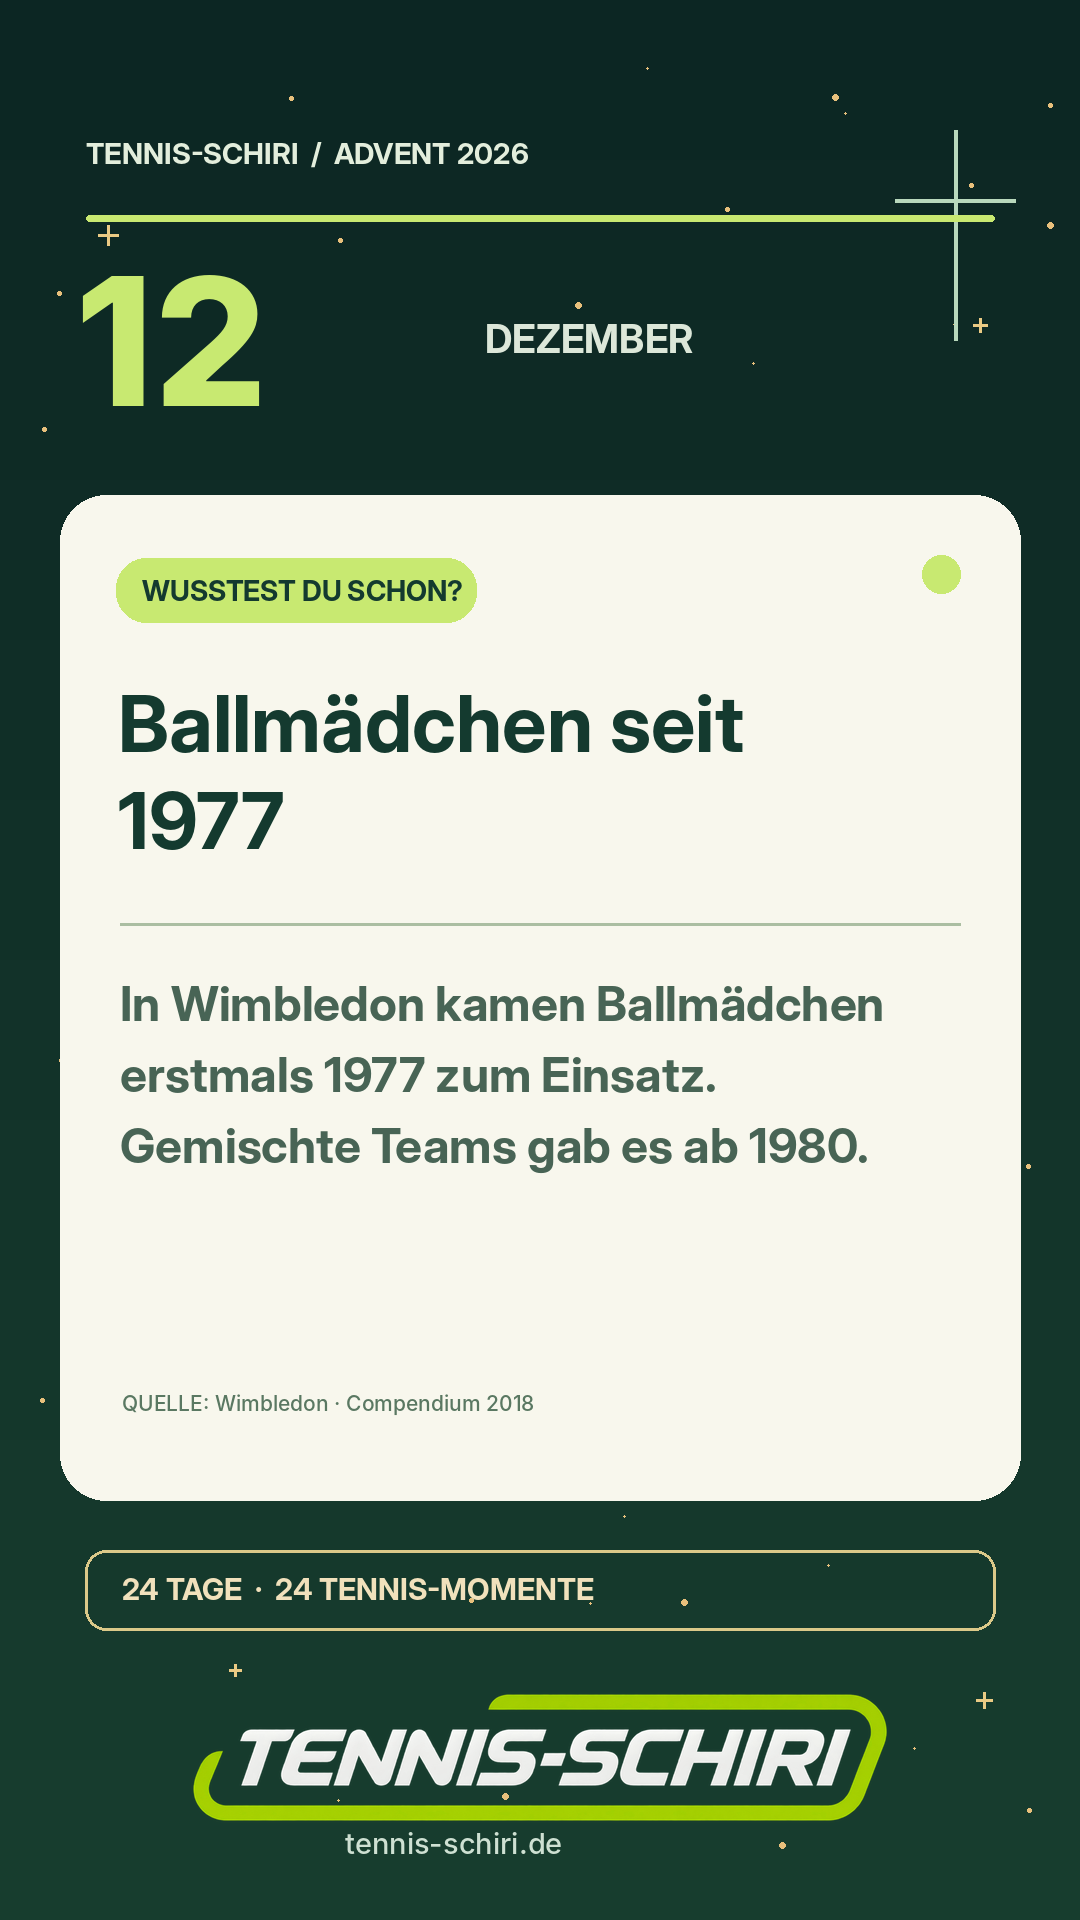 TENNIS-SCHIRI / ADVENT 2026
12
DEZEMBER
WUSSTEST DU SCHON?
Ballmädchen seit
1977
In Wimbledon kamen Ballmädchen
erstmals 1977 zum Einsatz.
Gemischte Teams gab es ab 1980.
QUELLE: Wimbledon · Compendium 2018
24 TAGE · 24 TENNIS-MOMENTE
TENNIS-SCHIRI
tennis-schiri.de